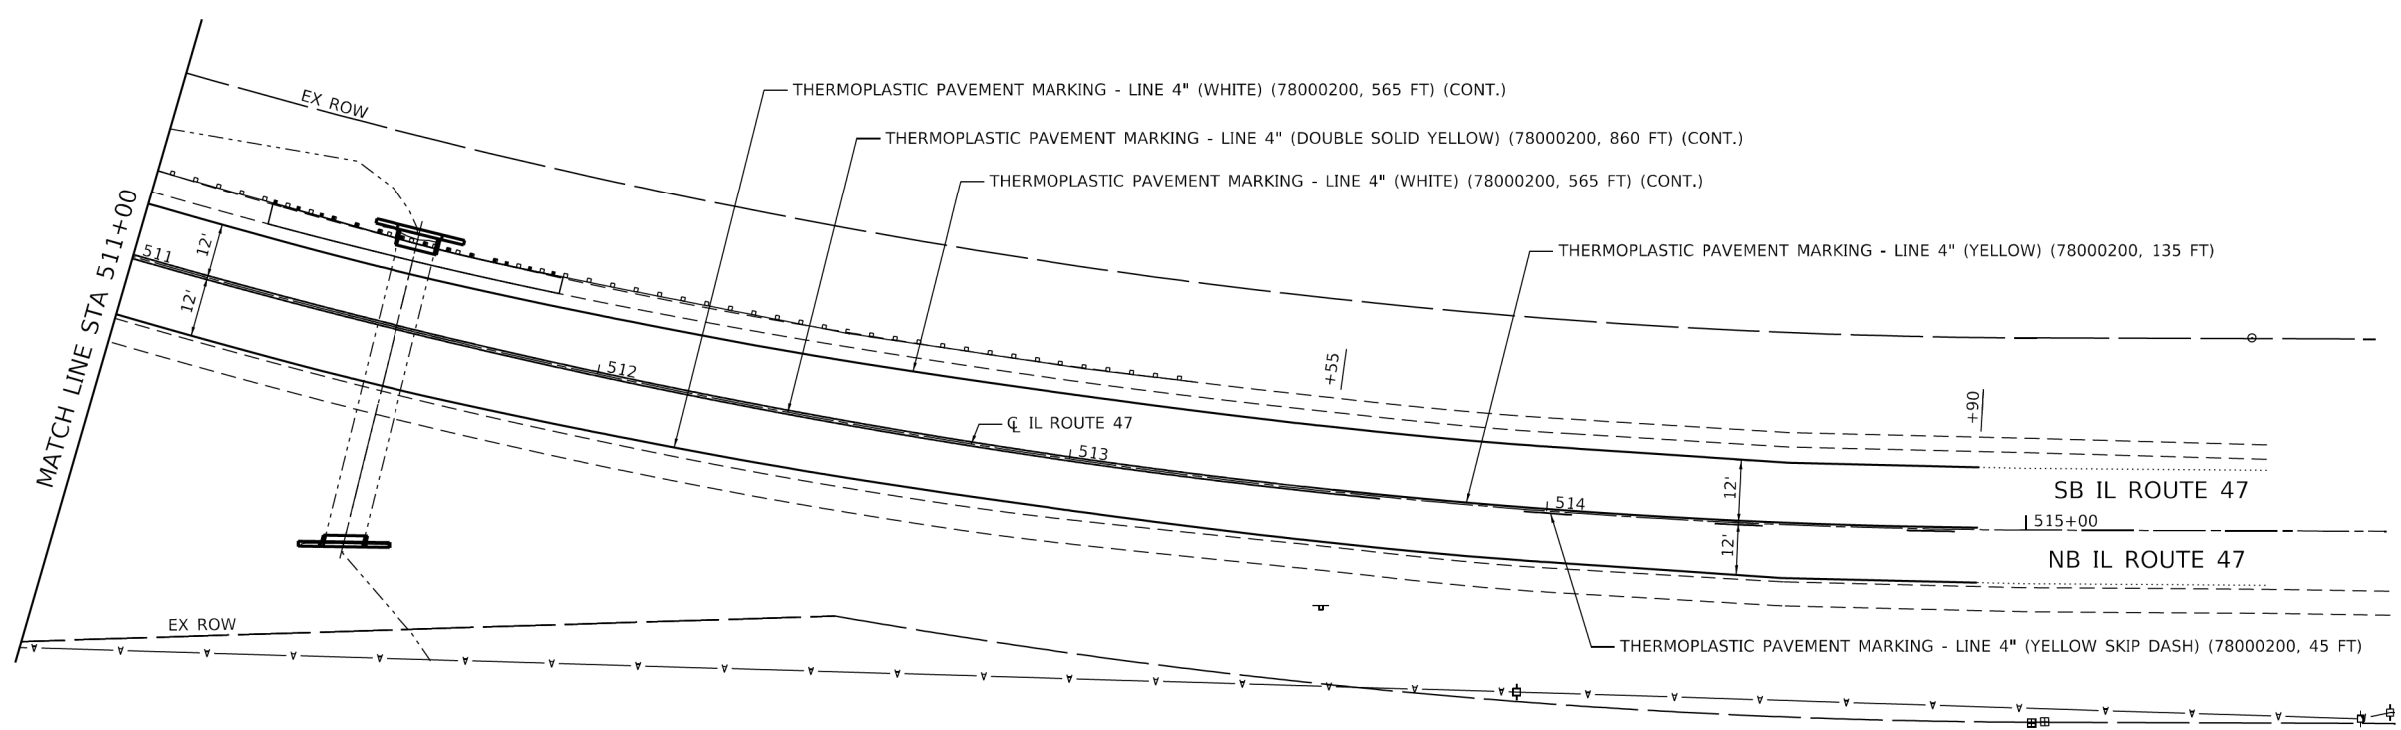 THERMOPLASTIC PAVEMENT MARKING - LINE 4" (WHITE) (78000200, 565 FT) (CONT.)
EX ROW
THERMOPLASTIC PAVEMENT MARKING - LINE 4" (DOUBLE SOLID YELLOW) (78000200, 860 FT) (CONT.)
THERMOPLASTIC PAVEMENT MARKING - LINE 4" (WHITE) (78000200, 565 FT) (CONT.)
MATCH LINE STA 511+00
511
12'
12'
THERMOPLASTIC PAVEMENT MARKING - LINE 4" (YELLOW) (78000200, 135 FT)
512
+55
+90
℄ IL ROUTE 47
513
12'
514
SB IL ROUTE 47
515+00
12'
NB IL ROUTE 47
EX ROW
THERMOPLASTIC PAVEMENT MARKING - LINE 4" (YELLOW SKIP DASH) (78000200, 45 FT)